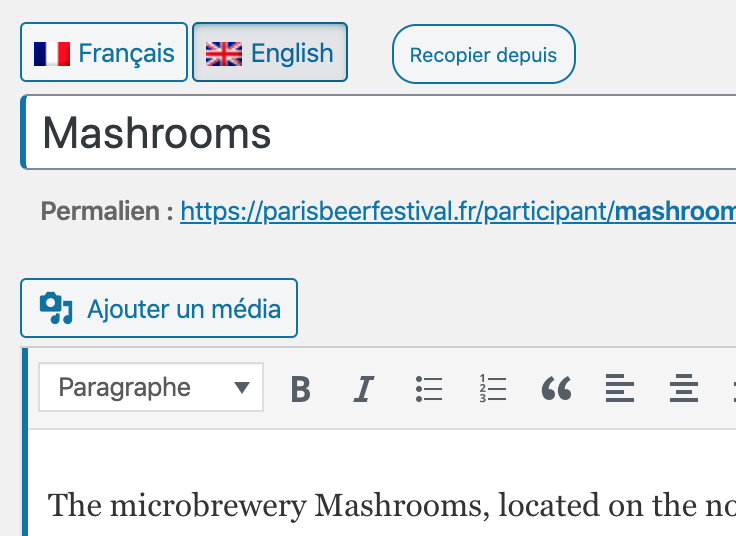 Français English Recopier depuis
Mashrooms
Permalien : https://parisbeerfestival.fr/participant/mashroom
Ajouter un média
Paragraphe B I
The microbrewery Mashrooms, located on the no